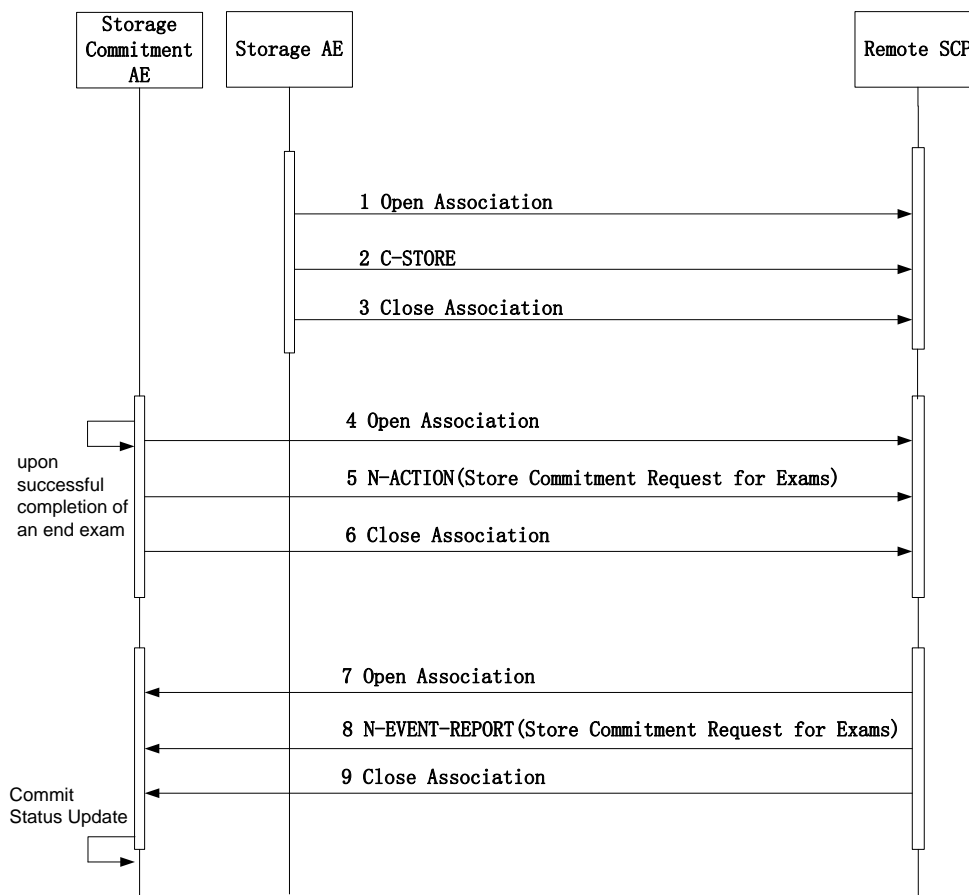 Storage
Commitment
AE
Storage AE
Remote SCP
1 Open Association
2 C-STORE
3 Close Association
4 Open Association
upon
successful
completion of
an end exam
5 N-ACTION(Store Commitment Request for Exams)
6 Close Association
7 Open Association
8 N-EVENT-REPORT(Store Commitment Request for Exams)
9 Close Association
Commit
Status Update